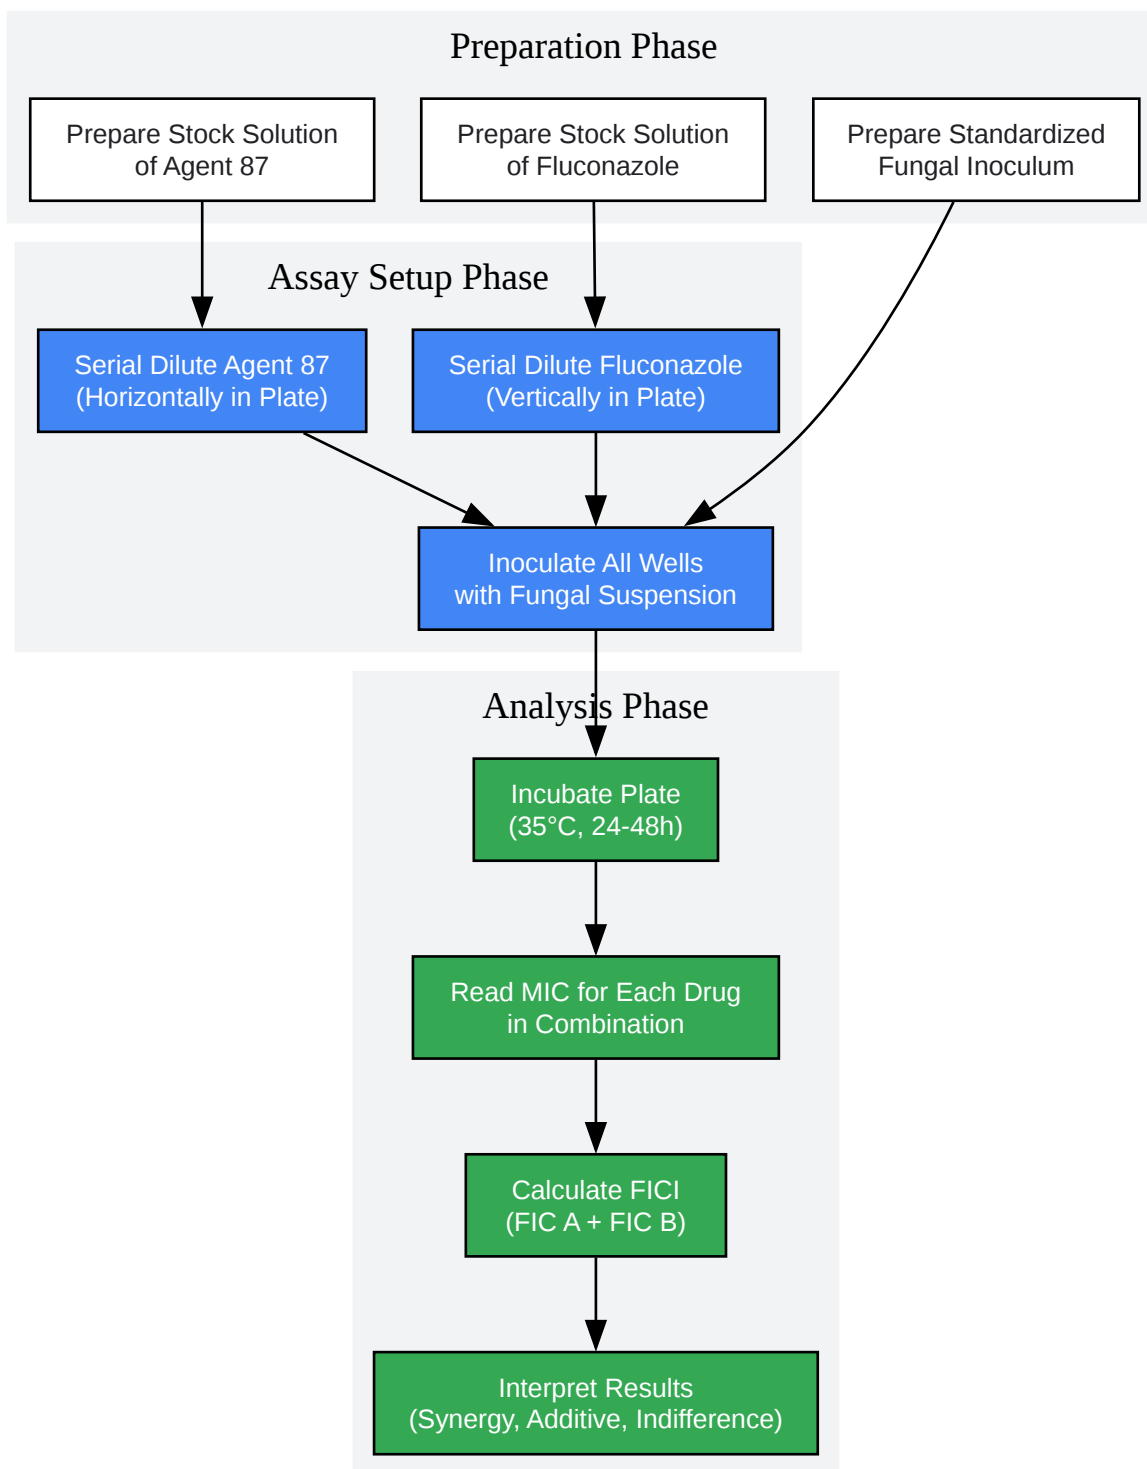 Preparation Phase
Prepare Stock Solution
of Agent 87
Prepare Stock Solution
of Fluconazole
Prepare Standardized
Fungal Inoculum
Assay Setup Phase
Serial Dilute Agent 87
(Horizontally in Plate)
Serial Dilute Fluconazole
(Vertically in Plate)
Inoculate All Wells
with Fungal Suspension
Analysis Phase
Incubate Plate
(35°C, 24-48h)
Read MIC for Each Drug
in Combination
Calculate FICI
(FIC A + FIC B)
Interpret Results
(Synergy, Additive, Indifference)